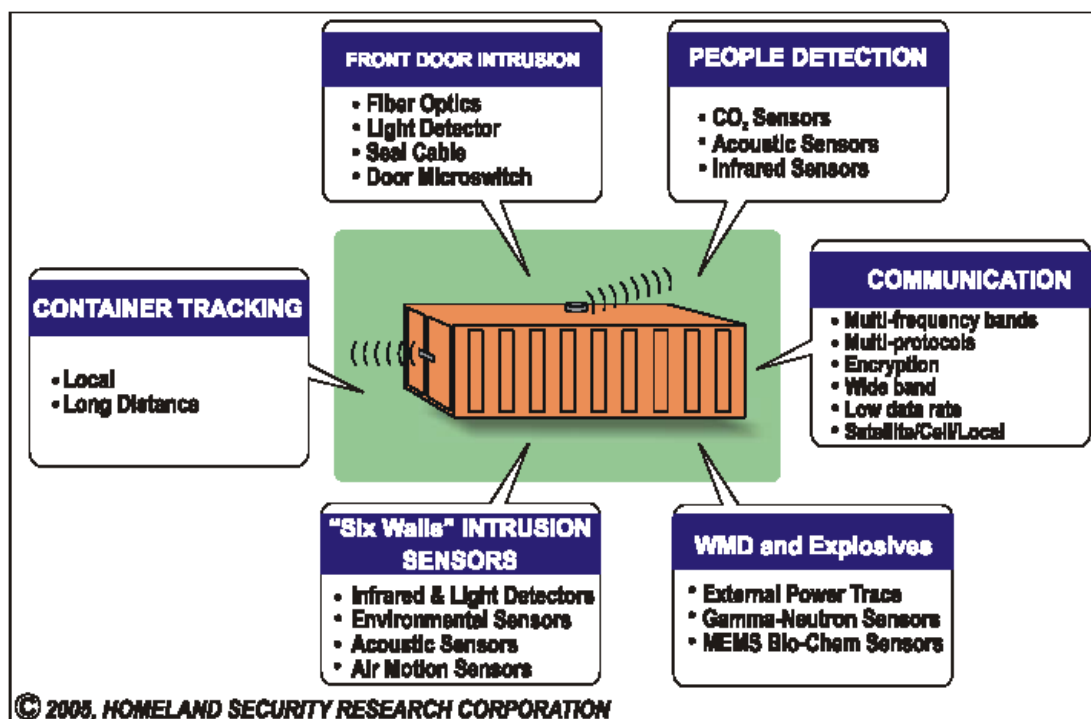 FRONT DOOR INTRUSION
• Fiber Optics
• Light Detector
• Seal Cable
• Door Microswitch
PEOPLE DETECTION
• CO₂ Sensors
• Acoustic Sensors
• Infrared Sensors
CONTAINER TRACKING
• Local
• Long Distance
COMMUNICATION
• Multi-frequency bands
• Multi-protocols
• Encryption
• Wide band
• Low data rate
• Satellite/Cell/Local
"Six Walls" INTRUSION
SENSORS
• Infrared & Light Detectors
• Environmental Sensors
• Acoustic Sensors
• Air Motion Sensors
WMD and Explosives
• External Power Trace
• Gamma-Neutron Sensors
• MEMS Bio-Chem Sensors
© 2005, HOMELAND SECURITY RESEARCH CORPORATION